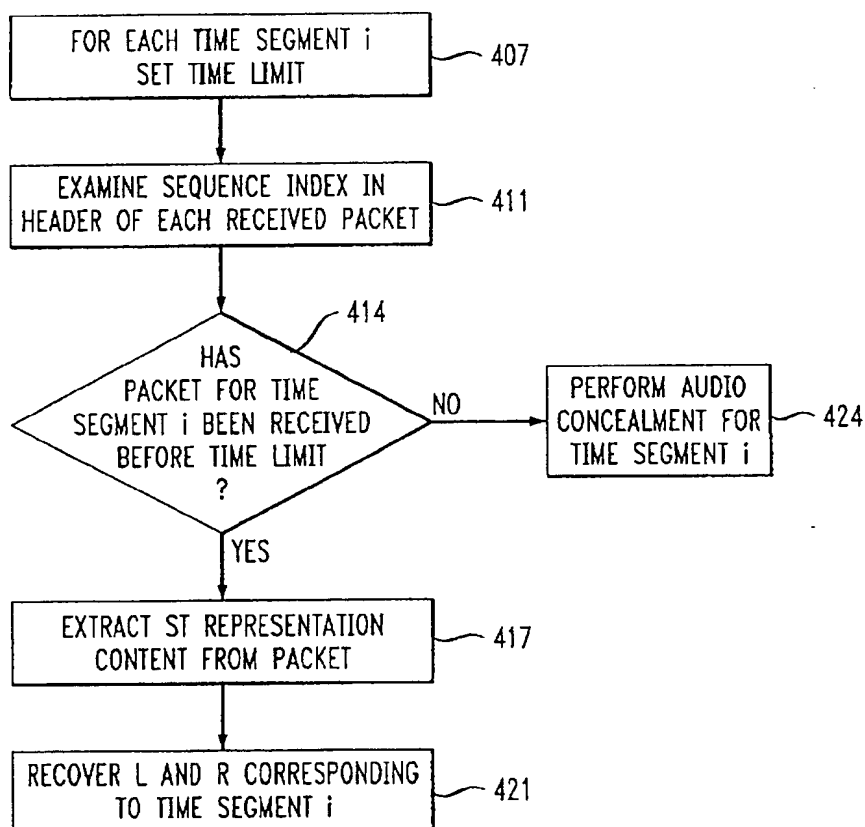 FOR EACH TIME SEGMENT i
SET TIME LIMIT
407
EXAMINE SEQUENCE INDEX IN
HEADER OF EACH RECEIVED PACKET
411
414
HAS
PACKET FOR TIME
SEGMENT i BEEN RECEIVED
BEFORE TIME LIMIT
?
NO
PERFORM AUDIO
CONCEALMENT FOR
TIME SEGMENT i
424
YES
EXTRACT ST REPRESENTATION
CONTENT FROM PACKET
417
RECOVER L AND R CORRESPONDING
TO TIME SEGMENT i
421